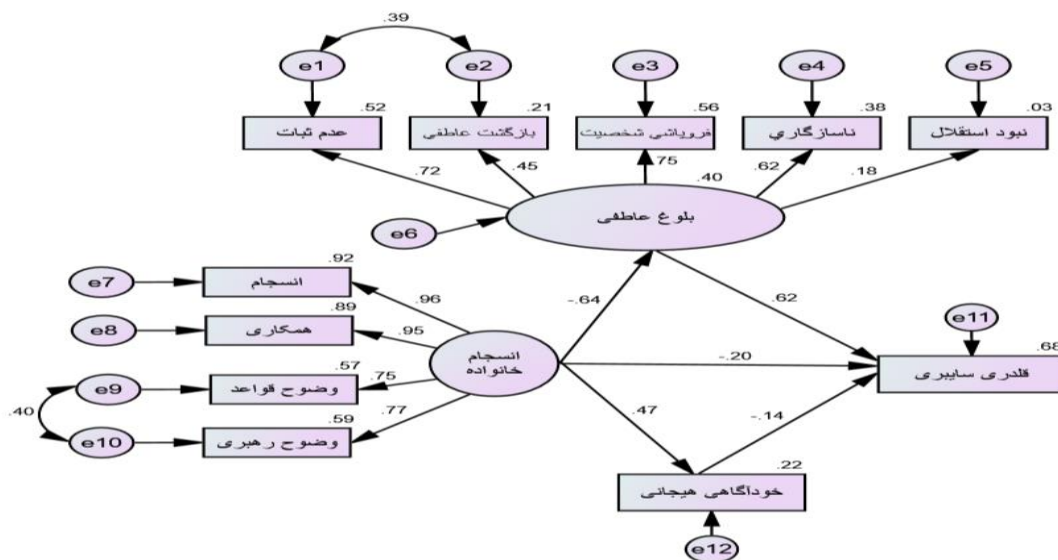 .39
e1
e2
e3
e4
e5
.52
.21
.56
.38
.03
عدم ثبات
بازگشت عاطفی
فروپاشي شخصیت
ناسازگاري
نبود استقلال
.72
.45
75
.62
.18
.40
بلوغ عاطفی
e6
.92
e7
انسجام
.96
-.64
.62
.89
e8
همکاری
.95
e11
انسجام
خانواده
-.20
.68
قلدری سایبری
.57
.75
e9
وضوح قواعد
.40
.77
.47
-.14
.59
e10
وضوح رهبری
.22
خودآگاهی هیجانی
e12